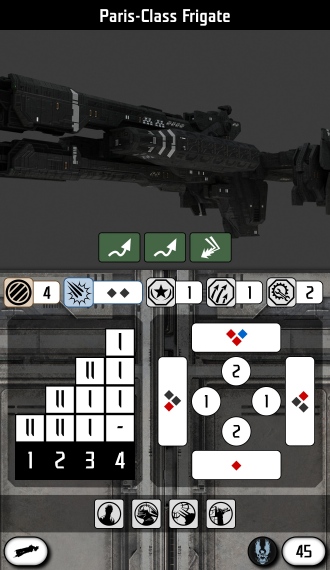 Paris-Class Frigate
4 1 1 2
I
II I
II I I
II II I -
1 2 3 4
2
1 1
2
45